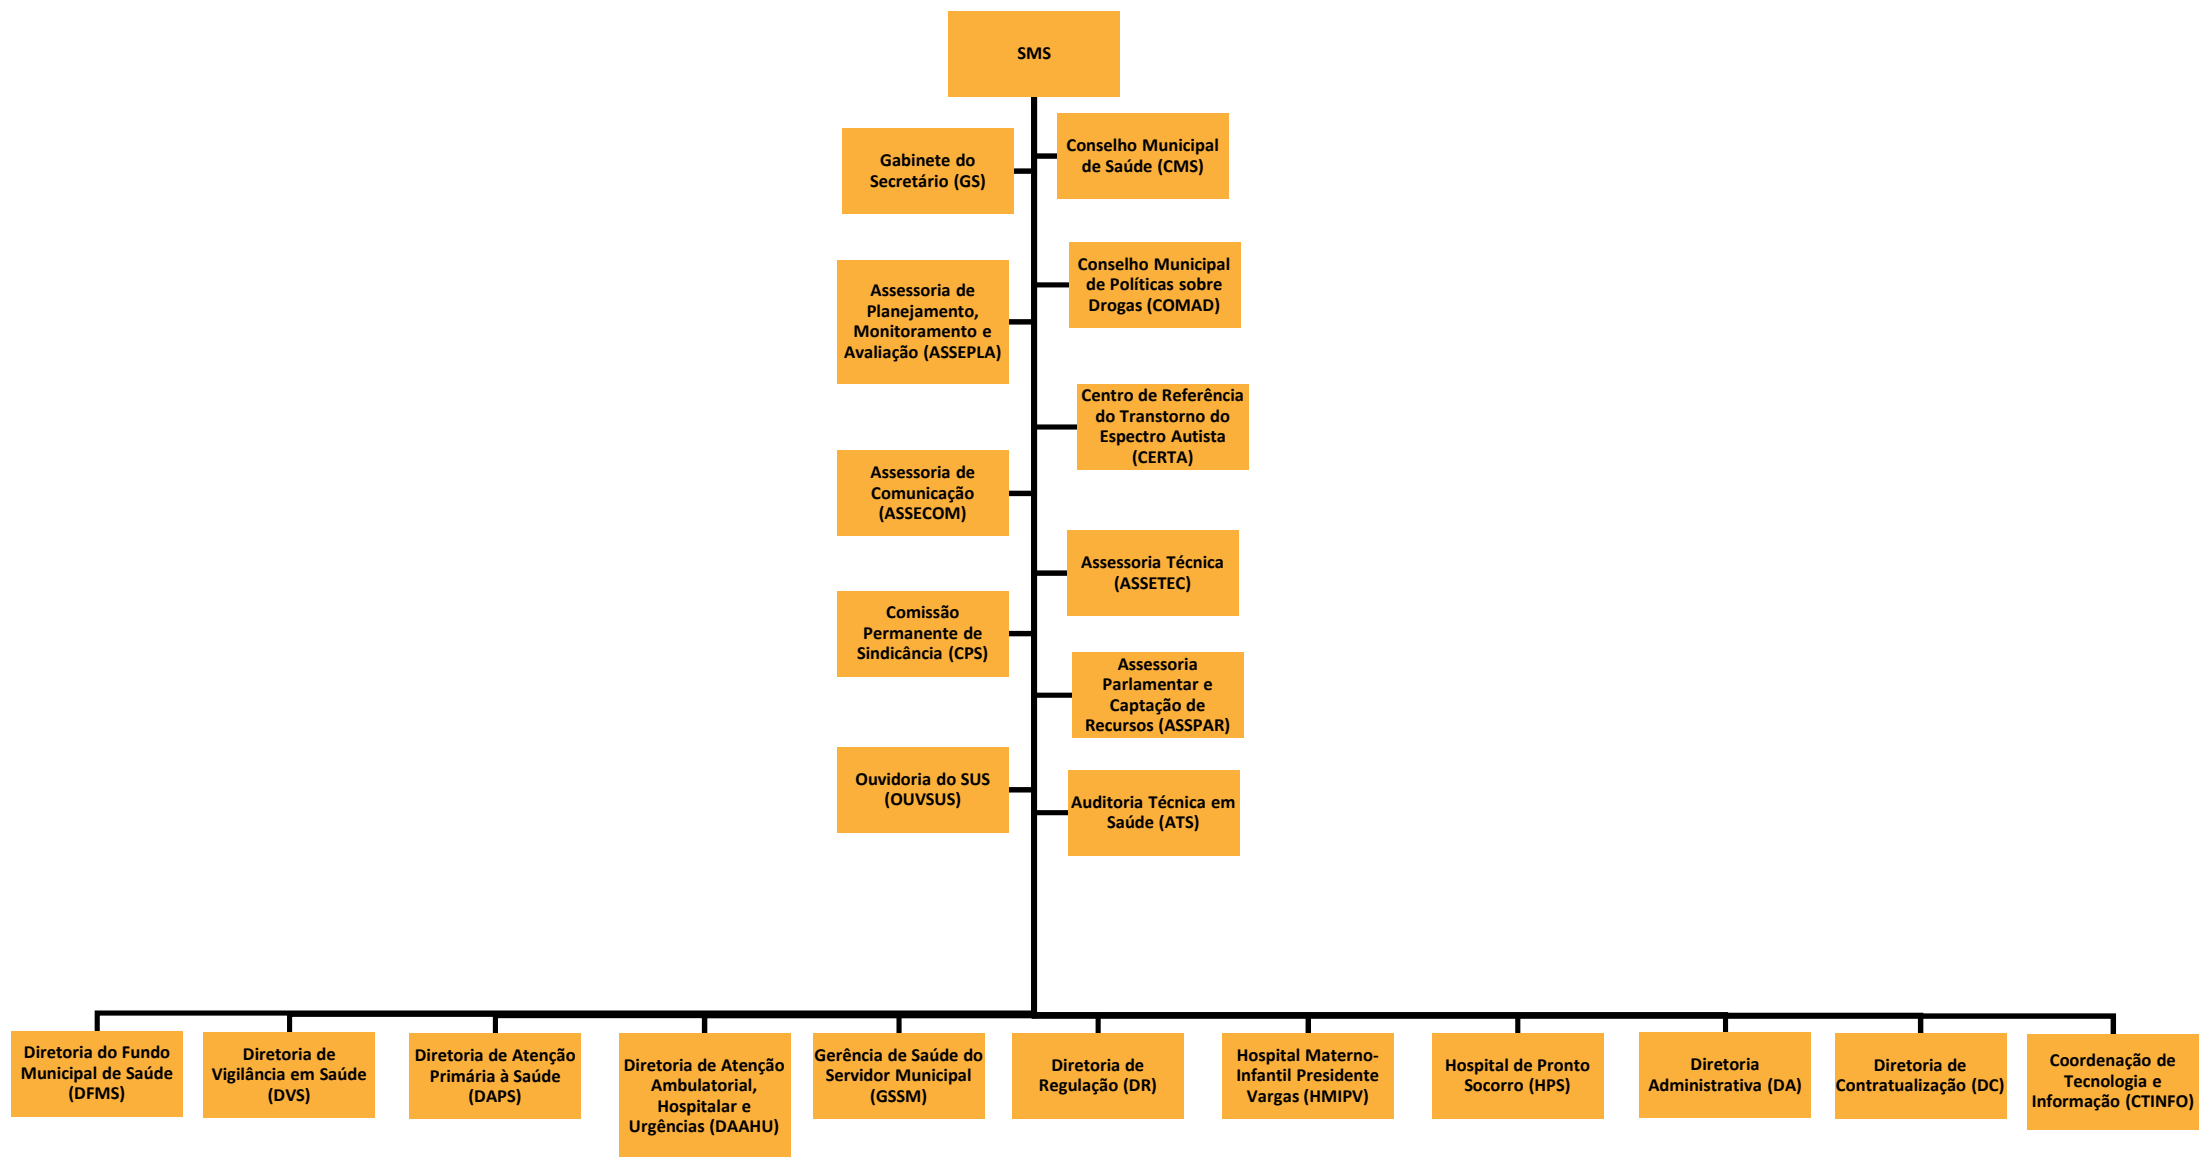 SMS
Gabinete do
Secretário (GS)
Conselho Municipal
de Saúde (CMS)
Assessoria de
Planejamento,
Monitoramento e
Avaliação (ASSEPLA)
Conselho Municipal
de Políticas sobre
Drogas (COMAD)
Centro de Referência
do Transtorno do
Espectro Autista
(CERTA)
Assessoria de
Comunicação
(ASSECOM)
Assessoria Técnica
(ASSETEC)
Comissão
Permanente de
Sindicância (CPS)
Assessoria
Parlamentar e
Captação de
Recursos (ASSPAR)
Ouvidoria do SUS
(OUVSUS)
Auditoria Técnica em
Saúde (ATS)
Diretoria do Fundo
Municipal de Saúde
(DFMS)
Diretoria de
Vigilância em Saúde
(DVS)
Diretoria de Atenção
Primária à Saúde
(DAPS)
Diretoria de Atenção
Ambulatorial,
Hospitalar e
Urgências (DAAHU)
Gerência de Saúde do
Servidor Municipal
(GSSM)
Diretoria de
Regulação (DR)
Hospital Materno-
Infantil Presidente
Vargas (HMIPV)
Hospital de Pronto
Socorro (HPS)
Diretoria
Administrativa (DA)
Diretoria de
Contratualização (DC)
Coordenação de
Tecnologia e
Informação (CTINFO)